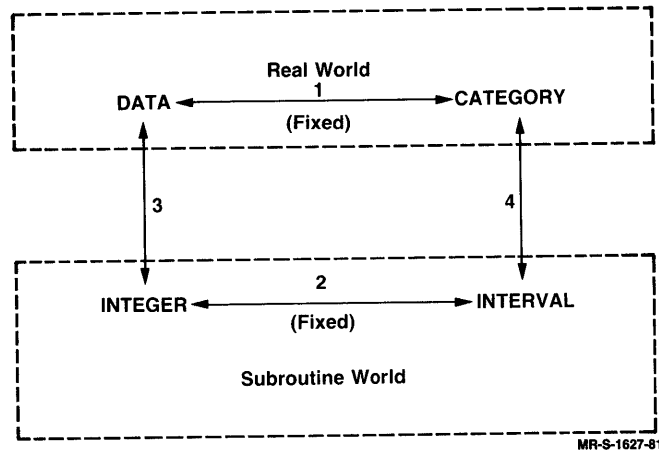 Real World
1
DATA CATEGORY
(Fixed)
3 4
2
INTEGER INTERVAL
(Fixed)
Subroutine World
MR-S-1627-81